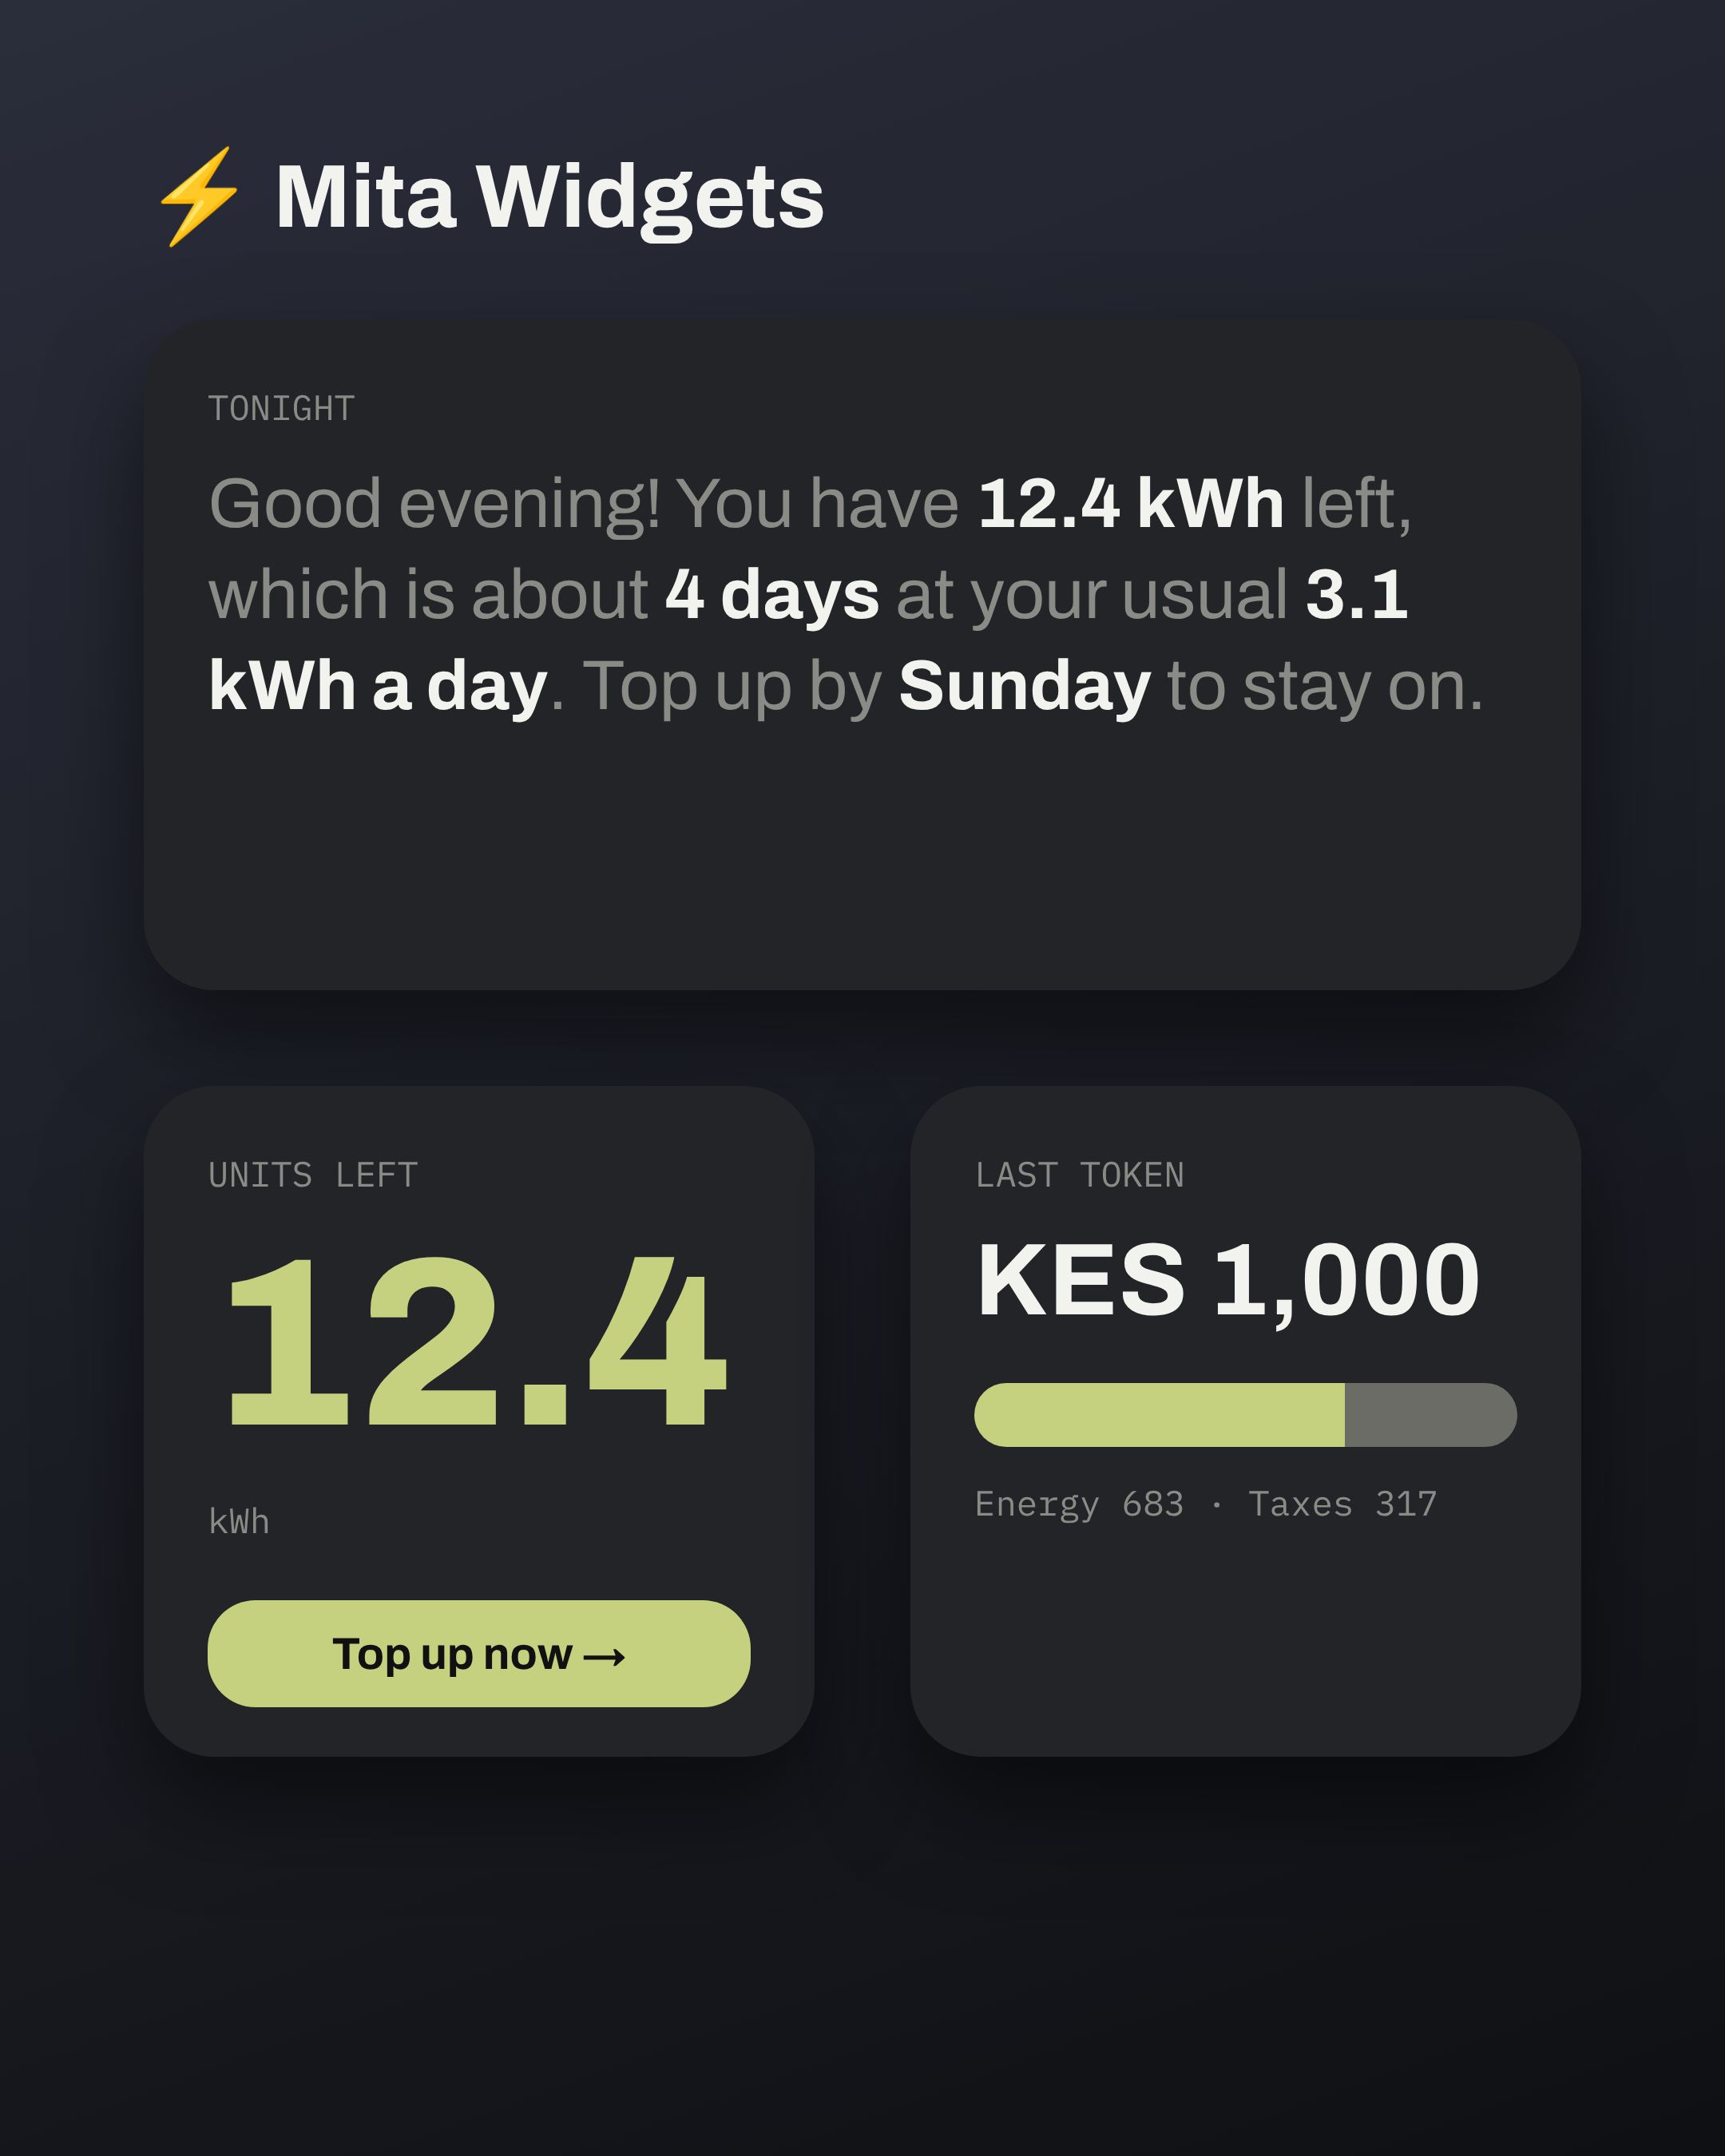 ⚡ Mita Widgets
TONIGHT
Good evening! You have 12.4 kWh left,
which is about 4 days at your usual 3.1
kWh a day. Top up by Sunday to stay on.
UNITS LEFT
12.4
kWh
Top up now →
LAST TOKEN
KES 1,000
Energy 683 · Taxes 317